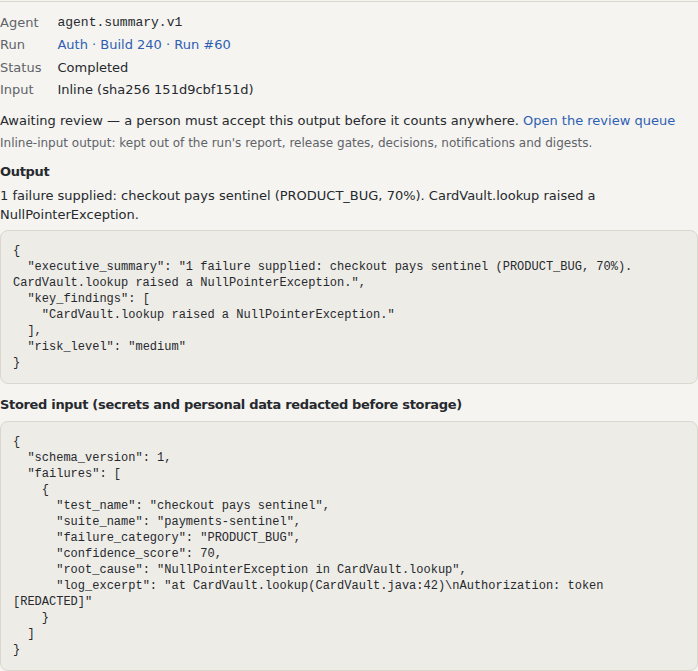 Agent agent.summary.v1
Run Auth · Build 240 · Run #60
Status Completed
Input Inline (sha256 151d9cbf151d)
Awaiting review — a person must accept this output before it counts anywhere. Open the review queue
Inline-input output: kept out of the run's report, release gates, decisions, notifications and digests.
Output
1 failure supplied: checkout pays sentinel (PRODUCT_BUG, 70%). CardVault.lookup raised a
NullPointerException.
{
  "executive_summary": "1 failure supplied: checkout pays sentinel (PRODUCT_BUG, 70%).
CardVault.lookup raised a NullPointerException.",
  "key_findings": [
    "CardVault.lookup raised a NullPointerException."
  ],
  "risk_level": "medium"
}
Stored input (secrets and personal data redacted before storage)
{
  "schema_version": 1,
  "failures": [
    {
      "test_name": "checkout pays sentinel",
      "suite_name": "payments-sentinel",
      "failure_category": "PRODUCT_BUG",
      "confidence_score": 70,
      "root_cause": "NullPointerException in CardVault.lookup",
      "log_excerpt": "at CardVault.lookup(CardVault.java:42)\nAuthorization: token
[REDACTED]"
    }
  ]
}